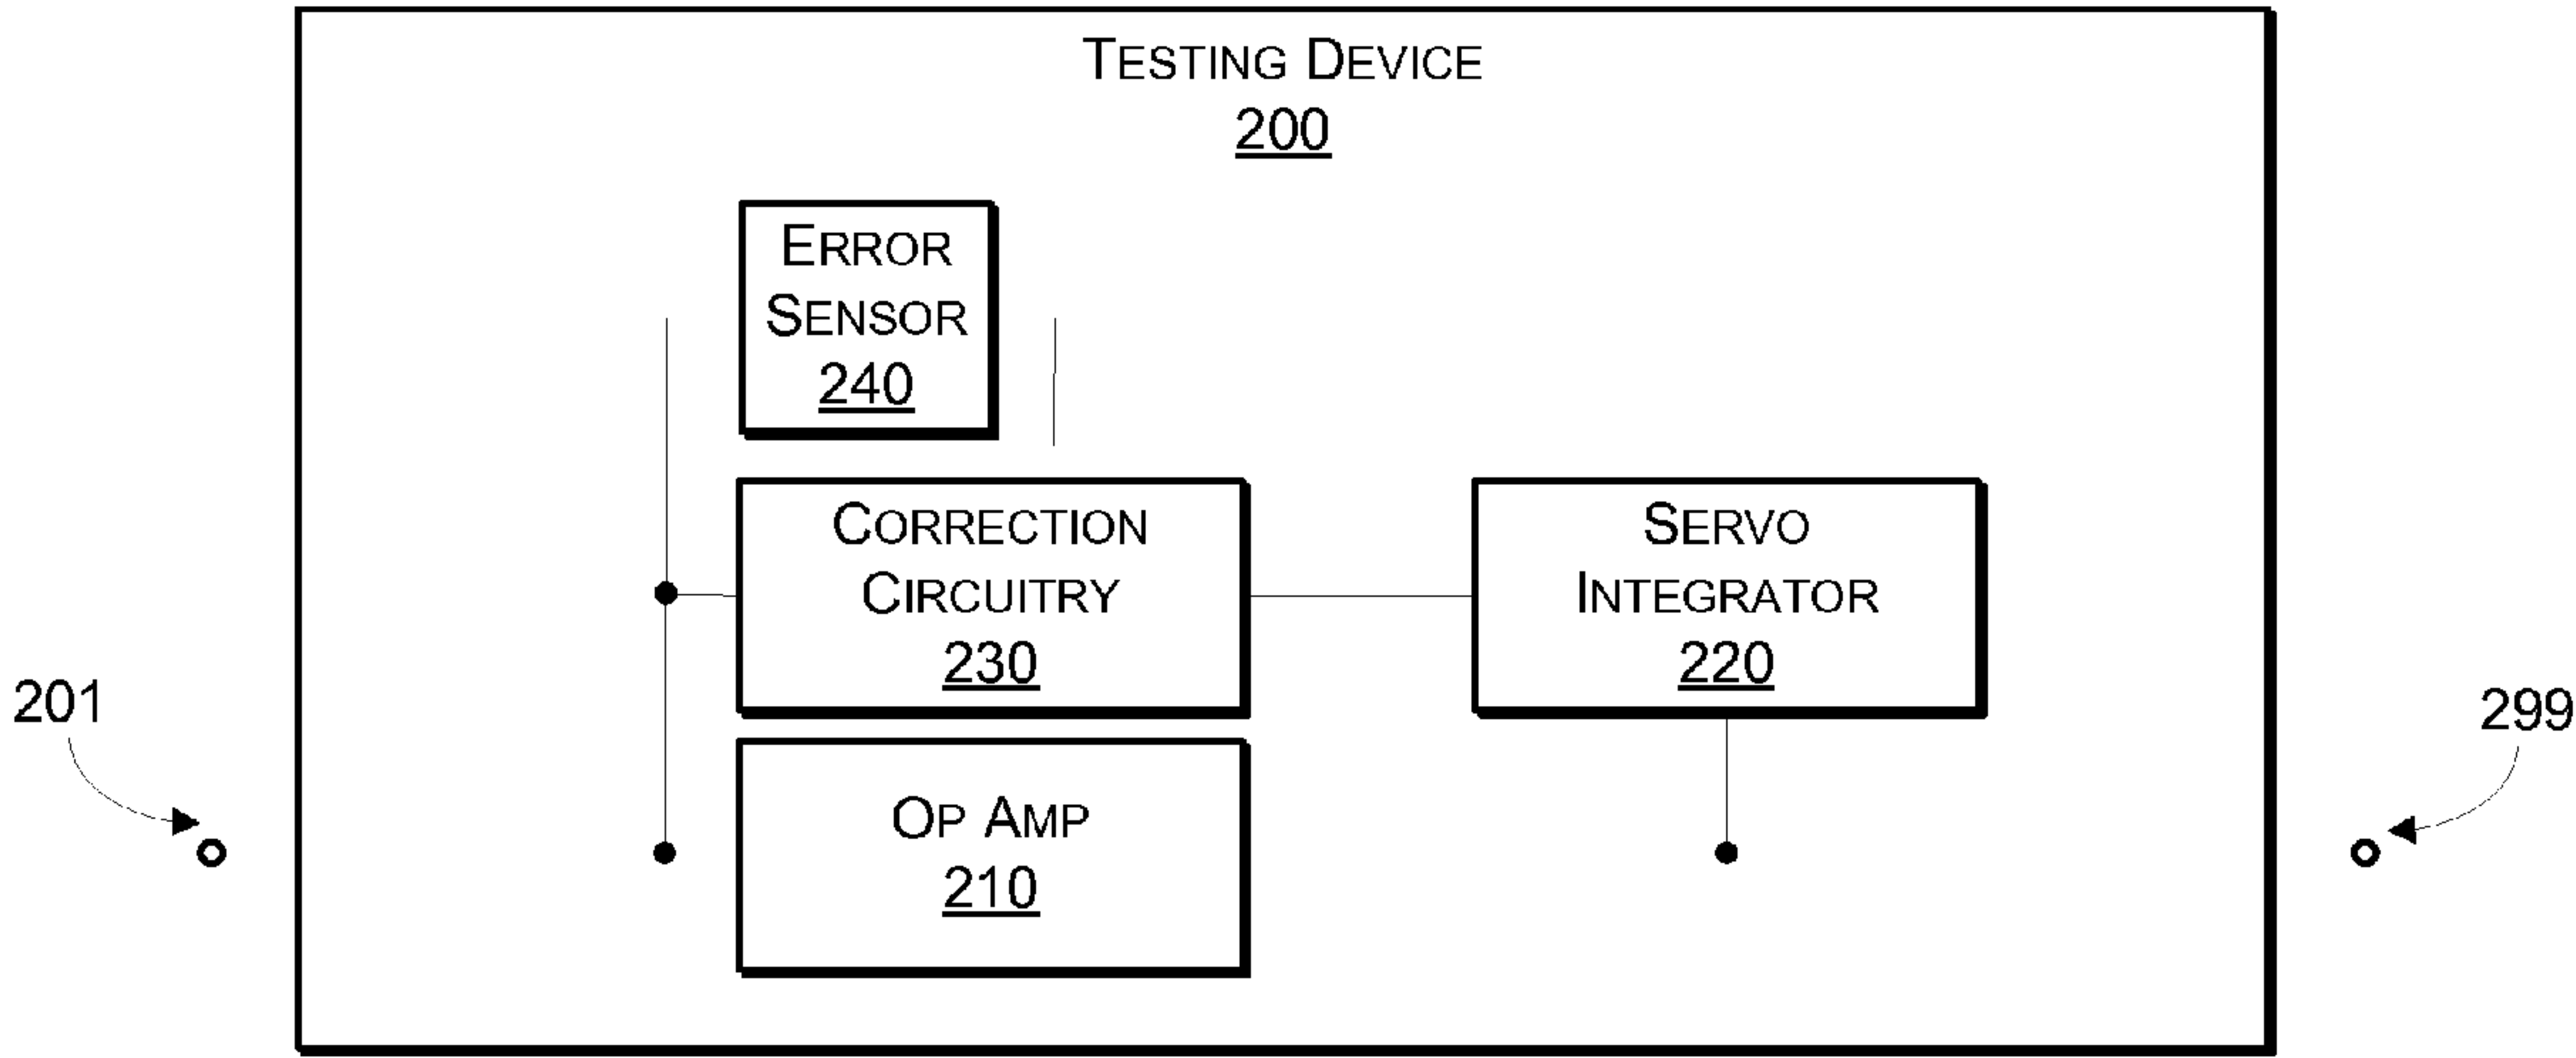 TESTING DEVICE
200
ERROR
SENSOR
240
CORRECTION
CIRCUITRY
230
SERVO
INTEGRATOR
220
201
299
OP AMP
210